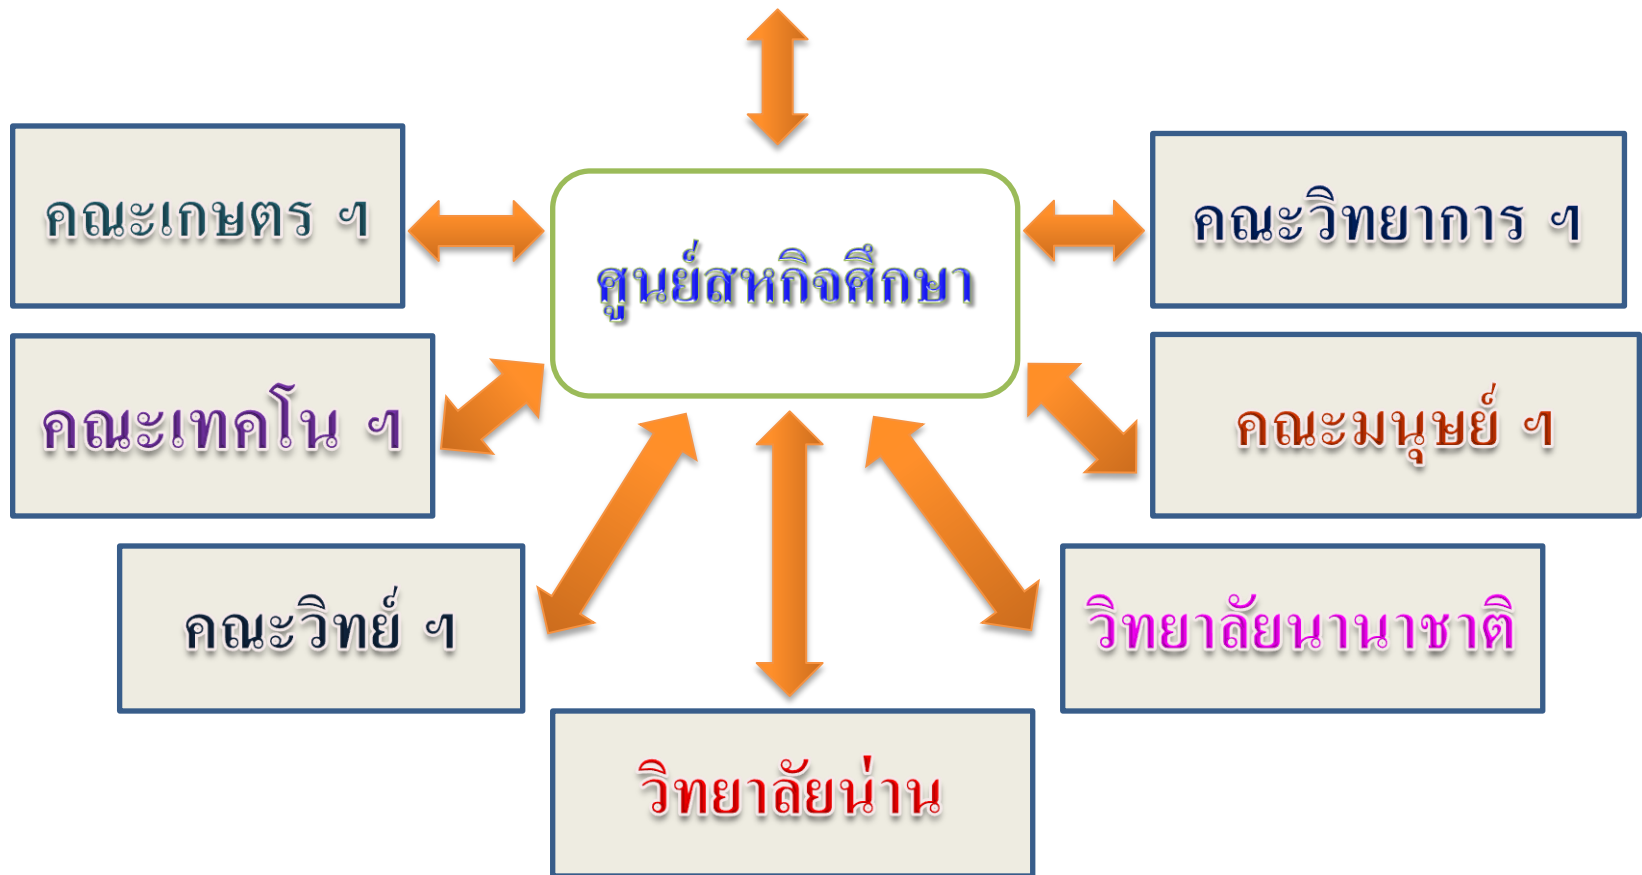 คณะเกษตร ฯ
คณะวิทยาการ ฯ
ศูนย์สหกิจศึกษา
คณะเทคโน ฯ
คณะมนุษย์ ฯ
คณะวิทย์ ฯ
วิทยาลัยนานาชาติ
วิทยาลัยน่าน